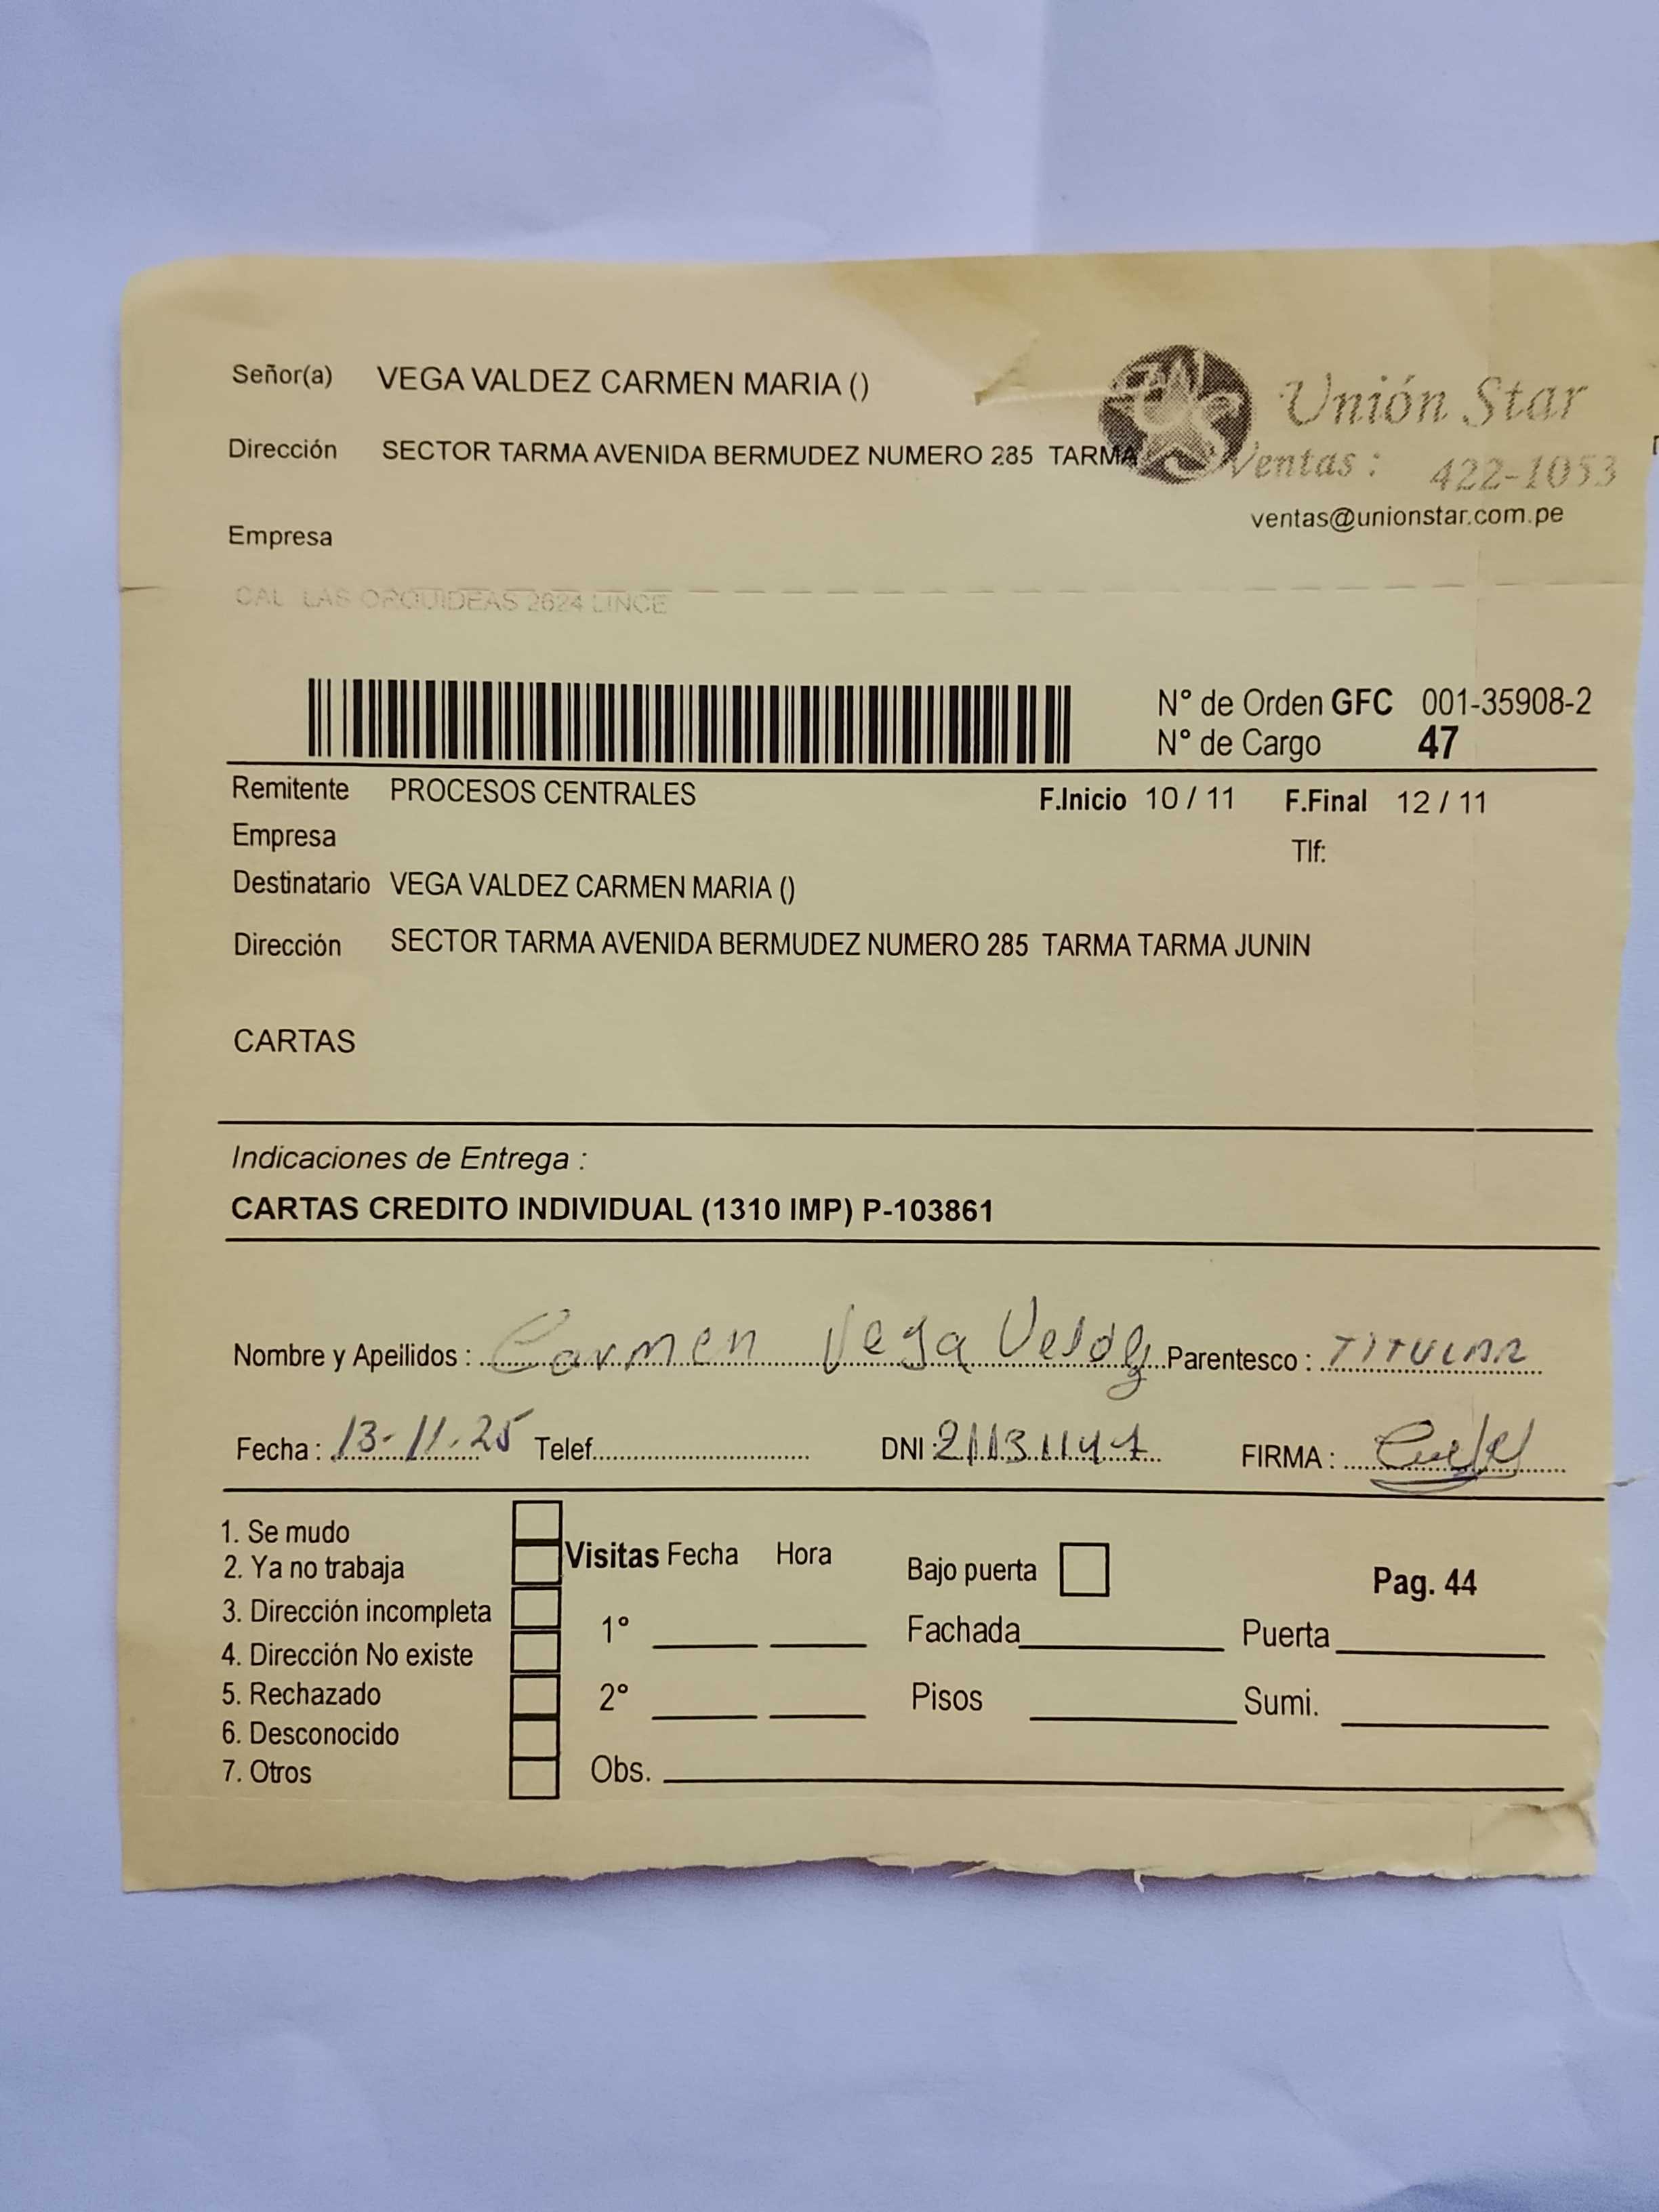 Señor(a) VEGA VALDEZ CARMEN MARIA ()
Unión Star
Dirección SECTOR TARMA AVENIDA BERMUDEZ NUMERO 285 TARMA
Ventas : 422-1053
ventas@unionstar.com.pe
Empresa
CAL LAS ORQUIDEAS 2624 LINCE
N° de Orden GFC 001-35908-2
N° de Cargo 47
Remitente PROCESOS CENTRALES F.Inicio 10 / 11 F.Final 12 / 11
Empresa Tlf:
Destinatario VEGA VALDEZ CARMEN MARIA ()
Dirección SECTOR TARMA AVENIDA BERMUDEZ NUMERO 285 TARMA TARMA JUNIN
CARTAS
Indicaciones de Entrega :
CARTAS CREDITO INDIVIDUAL (1310 IMP) P-103861
Nombre y Apellidos : Carmen Vega Parentesco : TITULAR
Fecha : 13-11-25 Telef. DNI : FIRMA :
1. Se mudo
2. Ya no trabaja
3. Dirección incompleta
4. Dirección No existe
5. Rechazado
6. Desconocido
7. Otros
Visitas Fecha Hora
1°
2°
Obs.
Bajo puerta
Pag. 44
Fachada Puerta
Pisos Sumi.